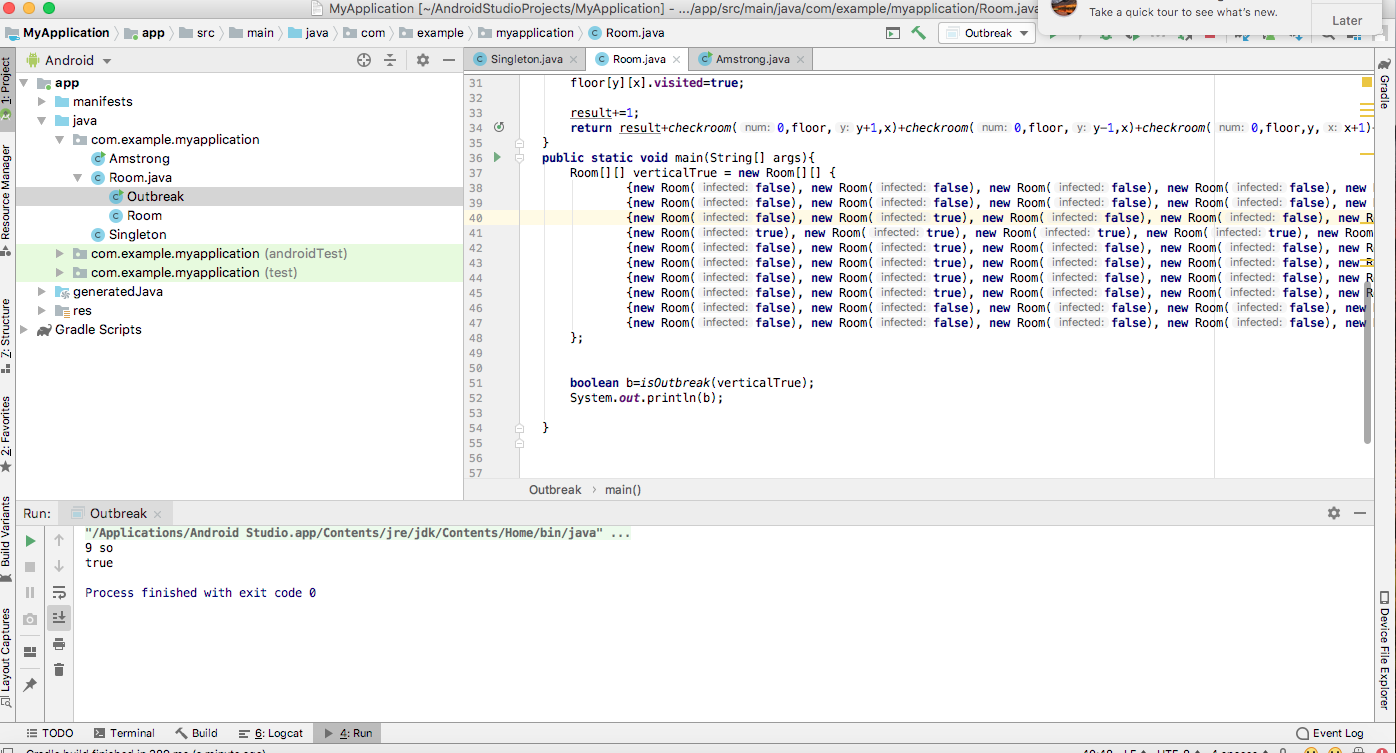 MyApplication [~/AndroidStudioProjects/MyApplication] - .../app/src/main/java/com/example/myapplication/Room.java
Take a quick tour to see what's new.
Later
MyApplication app src main java com example myapplication Room.java
Outbreak
Android
Singleton.java
Room.java
Amstrong.java
1: Project
Resource Manager
7: Structure
2: Favorites
Build Variants
Layout Captures
Gradle
Device File Explorer
app
manifests
java
com.example.myapplication
Amstrong
Room.java
Outbreak
Room
Singleton
com.example.myapplication (androidTest)
com.example.myapplication (test)
generatedJava
res
Gradle Scripts
31 floor[y][x].visited=true;
32
33 result+=1;
34 return result+checkroom( num: 0,floor, y: y+1,x)+checkroom( num: 0,floor, y: y-1,x)+checkroom( num: 0,floor,y, x: x+1)+
35 }
36 public static void main(String[] args){
37 Room[][] verticalTrue = new Room[][] {
38 {new Room( infected: false), new Room( infected: false), new Room( infected: false), new Room( infected: false), new
39 {new Room( infected: false), new Room( infected: false), new Room( infected: false), new Room( infected: false), new
40 {new Room( infected: false), new Room( infected: true), new Room( infected: false), new Room( infected: false), new R
41 {new Room( infected: true), new Room( infected: true), new Room( infected: true), new Room( infected: true), new Room
42 {new Room( infected: false), new Room( infected: true), new Room( infected: false), new Room( infected: false), new R
43 {new Room( infected: false), new Room( infected: true), new Room( infected: false), new Room( infected: false), new R
44 {new Room( infected: false), new Room( infected: true), new Room( infected: false), new Room( infected: false), new R
45 {new Room( infected: false), new Room( infected: true), new Room( infected: false), new Room( infected: false), new R
46 {new Room( infected: false), new Room( infected: false), new Room( infected: false), new Room( infected: false), new
47 {new Room( infected: false), new Room( infected: false), new Room( infected: false), new Room( infected: false), new
48 };
49
50
51 boolean b=isOutbreak(verticalTrue);
52 System.out.println(b);
53
54 }
55
56
57
Outbreak main()
Run: Outbreak
"/Applications/Android Studio.app/Contents/jre/jdk/Contents/Home/bin/java" ...
9 so
true
Process finished with exit code 0
TODO Terminal Build 6: Logcat 4: Run Event Log